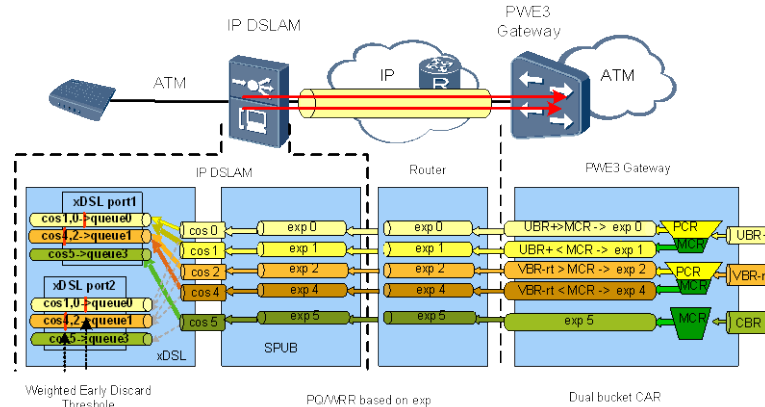 PWE3
Gateway
IP DSLAM
ATM
IP
R
ATM
IP DSLAM
Router
PWE3 Gateway
xDSL port1
cos1,0->queue0
cos4,2->queue1
cos5->queue3
xDSL port2
cos1,0->queue0
cos4,2->queue1
cos5->queue3
xDSL
cos 0
cos 1
cos 2
cos 4
cos 5
exp 0
exp 1
exp 2
exp 4
exp 5
SPUB
exp 0
exp 1
exp 2
exp 4
exp 5
UBR+>MCR -> exp 0
UBR+ < MCR -> exp 1
VBR-rt > MCR -> exp 2
VBR-rt < MCR -> exp 4
exp 5
PCR
MCR
PCR
MCR
MCR
UBR+
VBR-r
CBR
Weighted Early Discard
Threshole
PQ/WRR based on exp
Dual bucket CAR